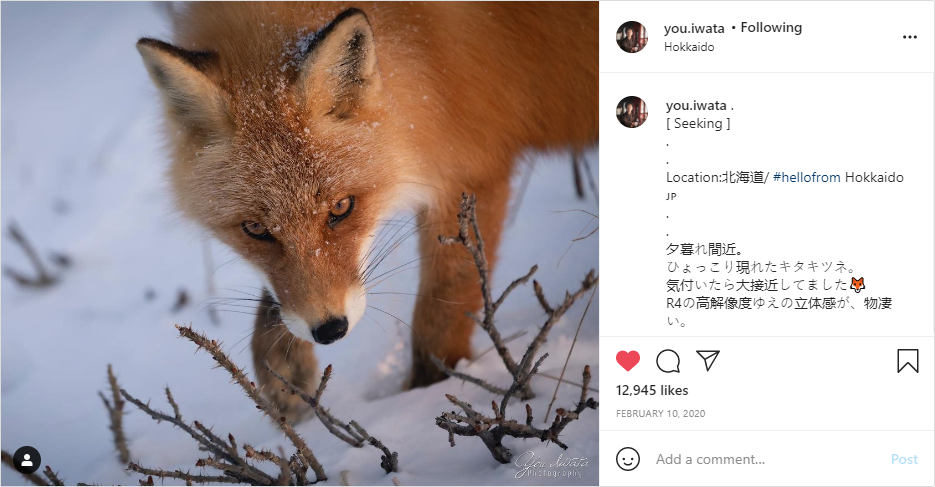 you.iwata • Following
Hokkaido
you.iwata .
[ Seeking ]
.
.
Location:北海道/ #hellofrom Hokkaido
JP
.
.
夕暮れ間近。
ひょっこり現れたキタキツネ。
気付いたら大接近してました🦊
R4の高解像度ゆえの立体感が、物凄
い。
12,945 likes
FEBRUARY 10, 2020
Add a comment... Post
You Iwata
Photography